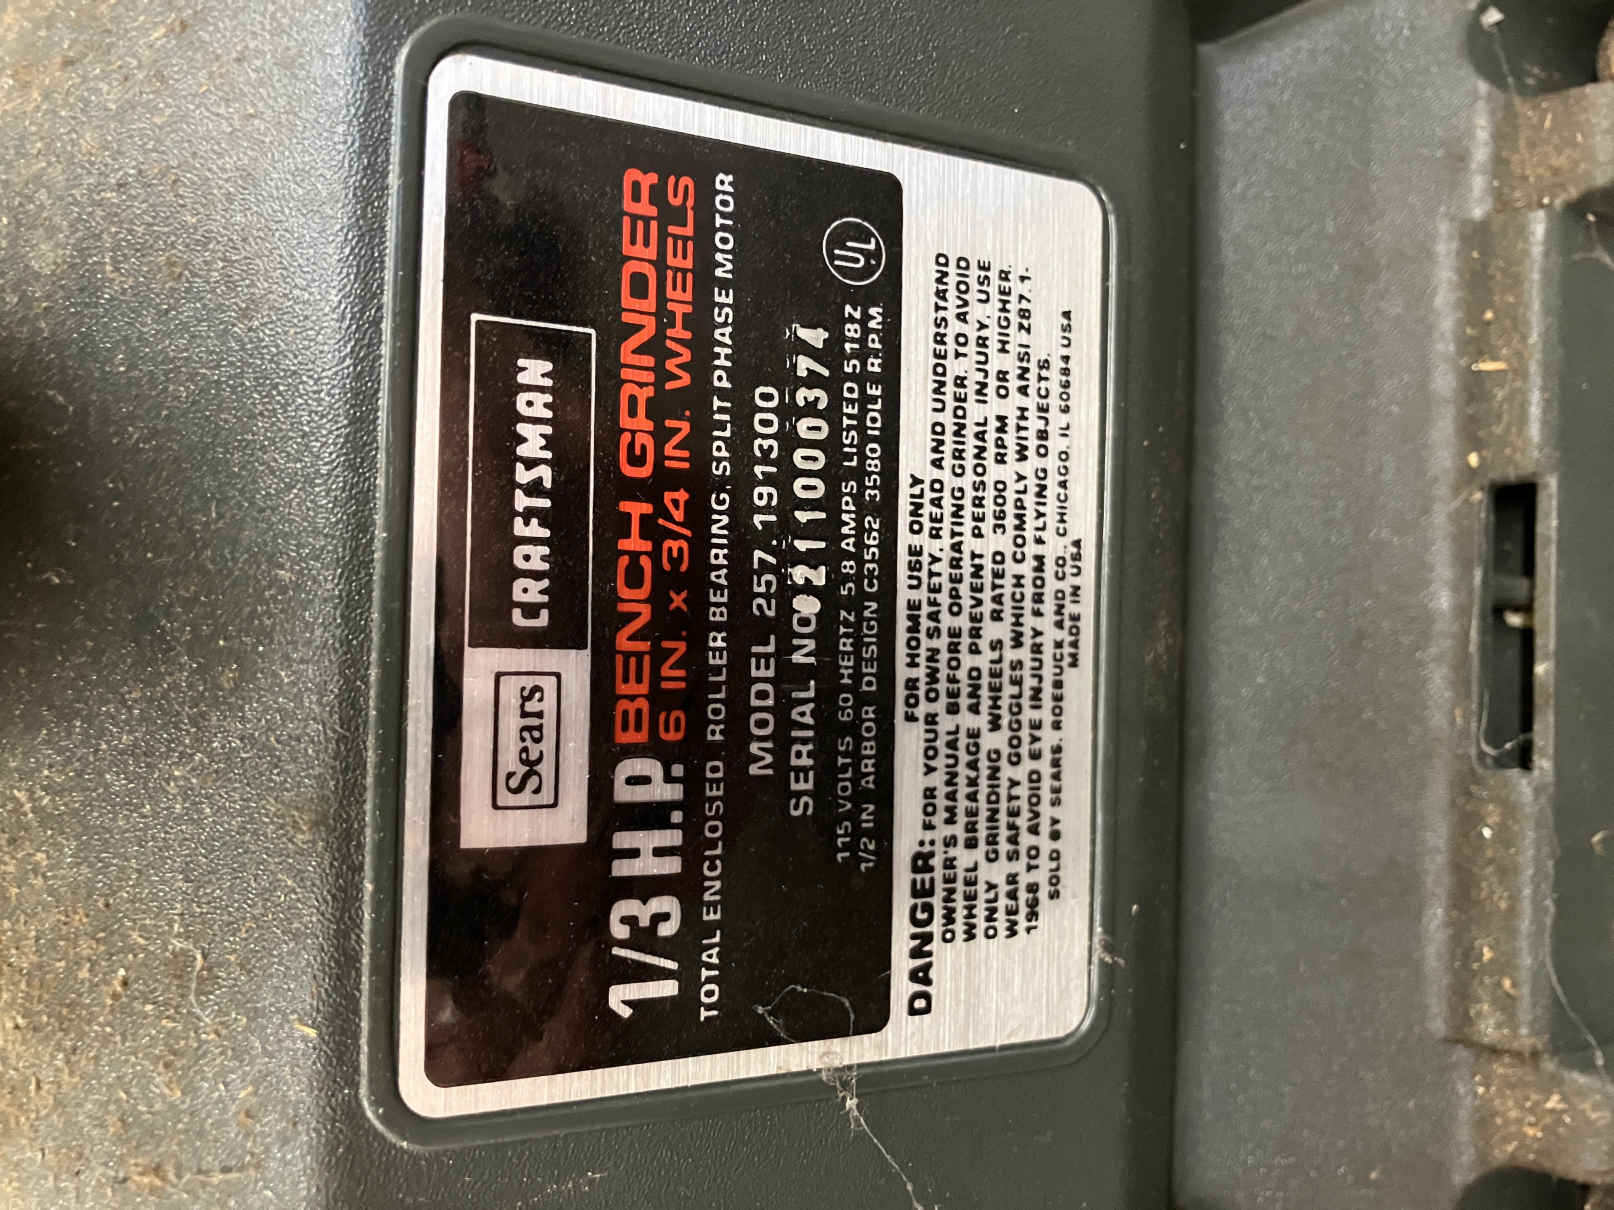 Sears CRAFTSMAN
1/3 H.P. BENCH GRINDER
6 IN. x 3/4 IN. WHEELS
TOTAL ENCLOSED. ROLLER BEARING, SPLIT PHASE MOTOR
MODEL 257.191300
SERIAL NO 211000374
115 VOLTS 60 HERTZ 5.8 AMPS LISTED 518Z
1/2 IN ARBOR DESIGN C3562 3580 IDLE R.P.M.
UL
FOR HOME USE ONLY
DANGER: FOR YOUR OWN SAFETY, READ AND UNDERSTAND
OWNER'S MANUAL BEFORE OPERATING GRINDER. TO AVOID
WHEEL BREAKAGE AND PREVENT PERSONAL INJURY, USE
ONLY GRINDING WHEELS RATED 3600 RPM OR HIGHER.
WEAR SAFETY GOGGLES WHICH COMPLY WITH ANSI Z87.1-
1968 TO AVOID EYE INJURY FROM FLYING OBJECTS.
SOLD BY SEARS, ROEBUCK AND CO., CHICAGO, IL 60684 USA
MADE IN USA